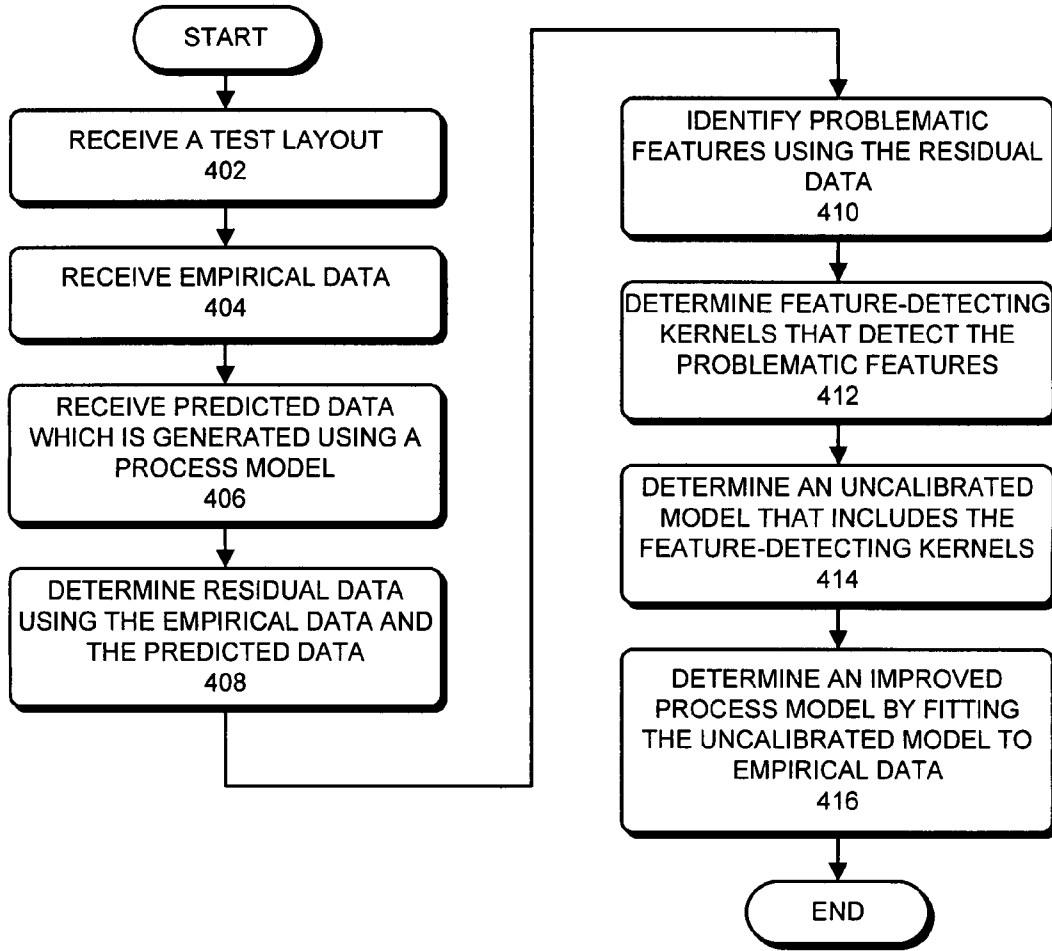 START
RECEIVE A TEST LAYOUT
402
RECEIVE EMPIRICAL DATA
404
RECEIVE PREDICTED DATA
WHICH IS GENERATED USING A
PROCESS MODEL
406
DETERMINE RESIDUAL DATA
USING THE EMPIRICAL DATA AND
THE PREDICTED DATA
408
IDENTIFY PROBLEMATIC
FEATURES USING THE RESIDUAL
DATA
410
DETERMINE FEATURE-DETECTING
KERNELS THAT DETECT THE
PROBLEMATIC FEATURES
412
DETERMINE AN UNCALIBRATED
MODEL THAT INCLUDES THE
FEATURE-DETECTING KERNELS
414
DETERMINE AN IMPROVED
PROCESS MODEL BY FITTING
THE UNCALIBRATED MODEL TO
EMPIRICAL DATA
416
END